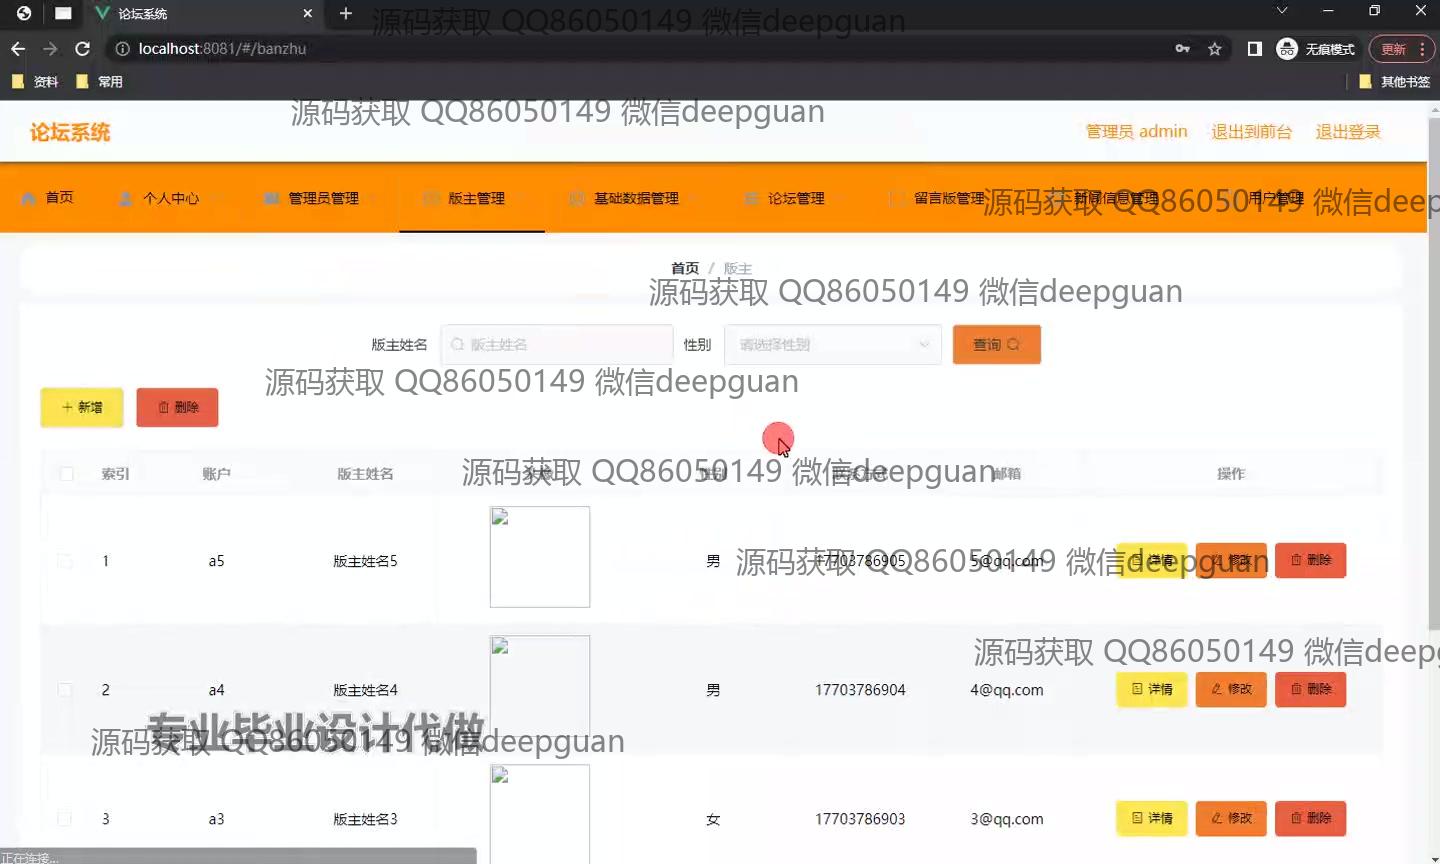 论坛系统
源码获取 QQ86050149 微信deepguan
localhost:8081/#/banzhu
无痕模式
更新
资料
常用
其他书签
源码获取 QQ86050149 微信deepguan
论坛系统
管理员 admin
退出到前台
退出登录
首页
个人中心
管理员管理
版主管理
基础数据管理
论坛管理
留言版管理
新闻信息管理
用户管理
源码获取 QQ86050149 微信deep
首页 / 版主
源码获取 QQ86050149 微信deepguan
版主姓名
版主姓名
性别
请选择性别
查询
源码获取 QQ86050149 微信deepguan
+ 新增
删除
索引 账户 版主姓名 头像 性别 联系方式 邮箱 操作
源码获取 QQ86050149 微信deepguan
1 a5 版主姓名5 男 17703786905 5@qq.com 详情 修改 删除
源码获取 QQ86050149 微信deepguan
源码获取 QQ86050149 微信deepg
2 a4 版主姓名4 男 17703786904 4@qq.com 详情 修改 删除
专业毕业设计代做
源码获取 QQ86050149 微信deepguan
3 a3 版主姓名3 女 17703786903 3@qq.com 详情 修改 删除
正在连接...